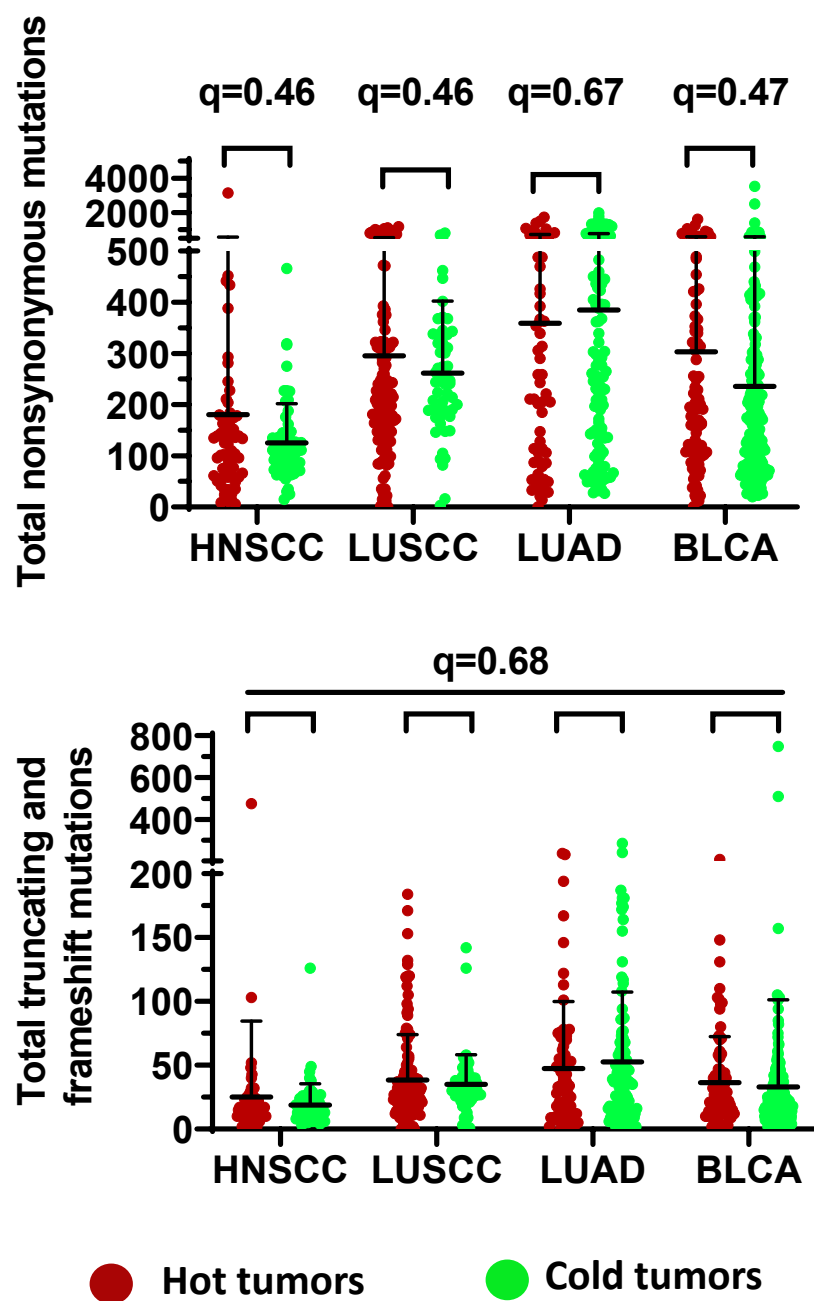 Total nonsynonymous mutations
q=0.46 q=0.46 q=0.67 q=0.47
4000
2000
500
400
300
200
100
0
HNSCC LUSCC LUAD BLCA
Total truncating and
frameshift mutations
q=0.68
800
600
400
200
150
100
50
0
HNSCC LUSCC LUAD BLCA
Hot tumors Cold tumors